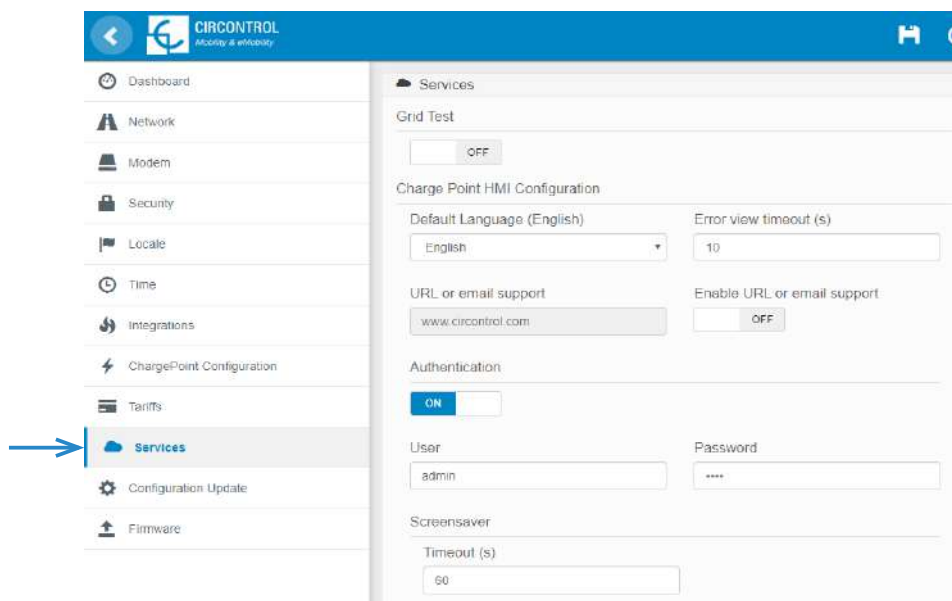 CIRCONTROL
Mobility & eMobility
Dashboard
Network
Modem
Security
Locale
Time
Integrations
ChargePoint Configuration
Tariffs
Services
Configuration Update
Firmware
Services
Grid Test
OFF
Charge Point HMI Configuration
Default Language (English) Error view timeout (s)
English 10
URL or email support Enable URL or email support
www.circontrol.com OFF
Authentication
ON
User Password
admin ••••
Screensaver
Timeout (s)
60